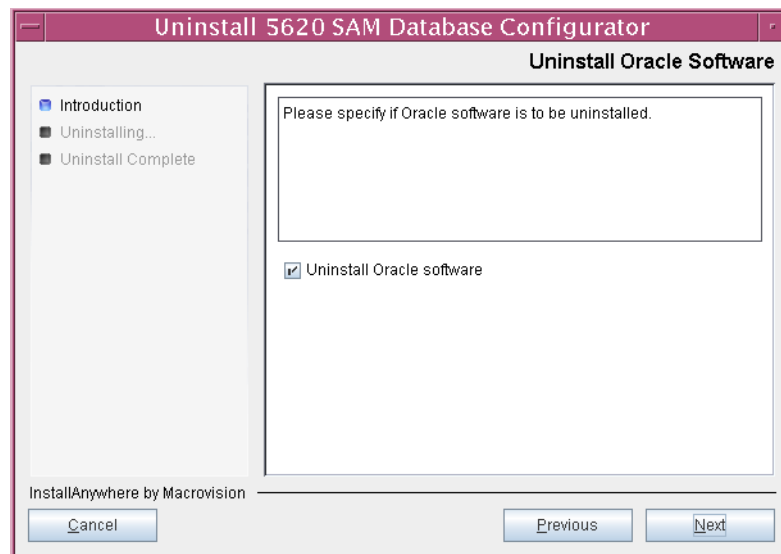 Uninstall 5620 SAM Database Configurator
Uninstall Oracle Software
Introduction
Uninstalling...
Uninstall Complete
Please specify if Oracle software is to be uninstalled.
Uninstall Oracle software
InstallAnywhere by Macrovision
Cancel
Previous
Next